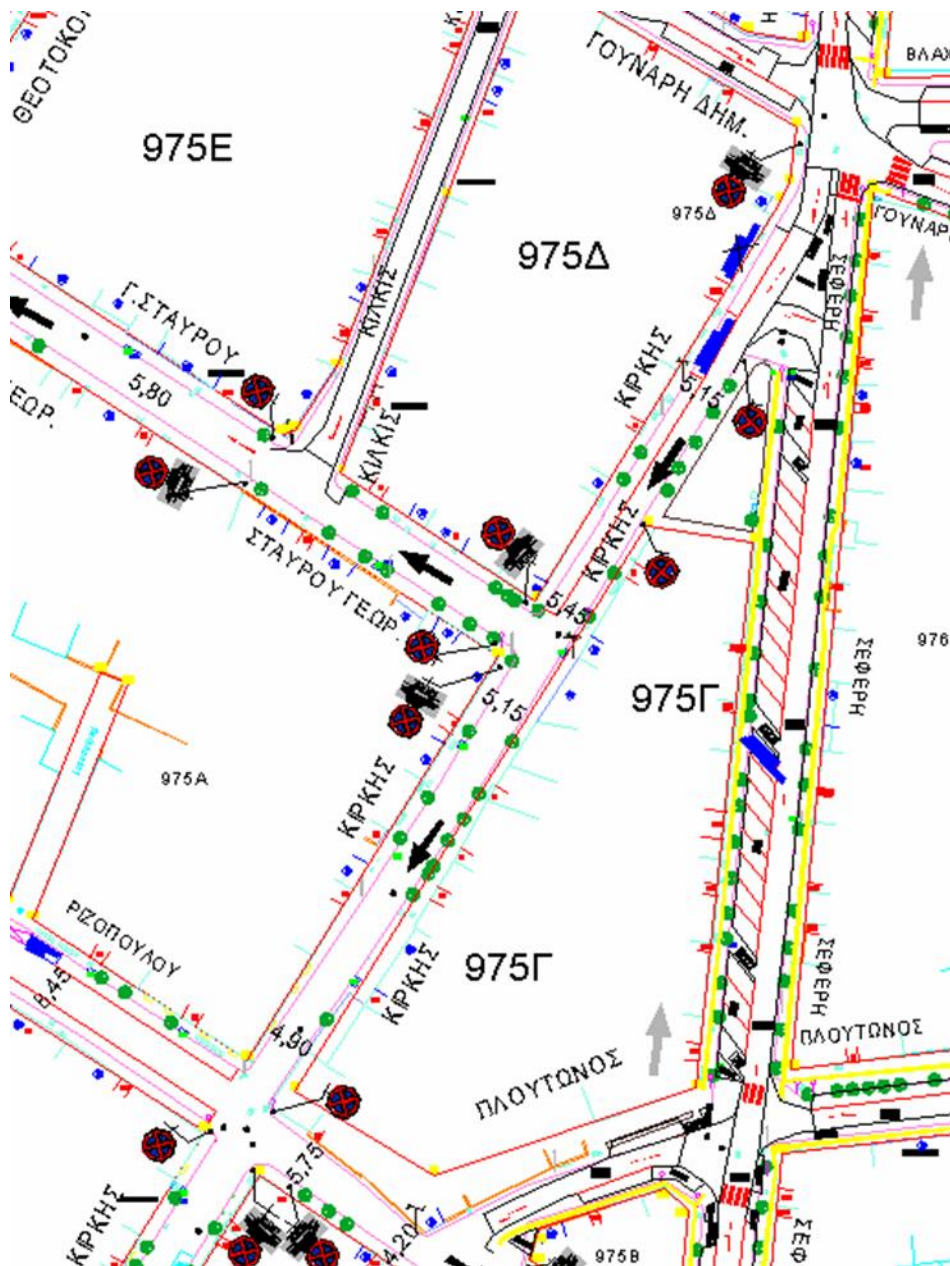 ΘΕΟΤΟΚΟ
ΓΟΥΝΑΡΗ ΔΗΜ.
ΒΛΑΧ
975Ε
975Δ
975Δ
ΓΟΥΝΑΡ
ΣΕΦΕΡΗ
Γ.ΣΤΑΥΡΟΥ
ΚΙΛΚΙΣ
5,80
ΓΕΩΡ.
ΚΙΡΚΗΣ
5,15
ΚΙΛΚΙΣ
ΣΤΑΥΡΟΥ ΓΕΩΡ.
ΚΙΡΚΗΣ
5,45
976
ΣΕΦΕΡΗ
975Γ
5,15
975Α
ΚΙΡΚΗΣ
ΡΙΖΟΠΟΥΛΟΥ
8,45
975Γ
ΚΙΡΚΗΣ
ΣΕΦΕΡΗ
4,90
ΠΛΟΥΤΩΝΟΣ
ΠΛΟΥΤΩΝΟΣ
5,75
ΚΙΡΚΗΣ
4,20
975Β
ΣΕΦ